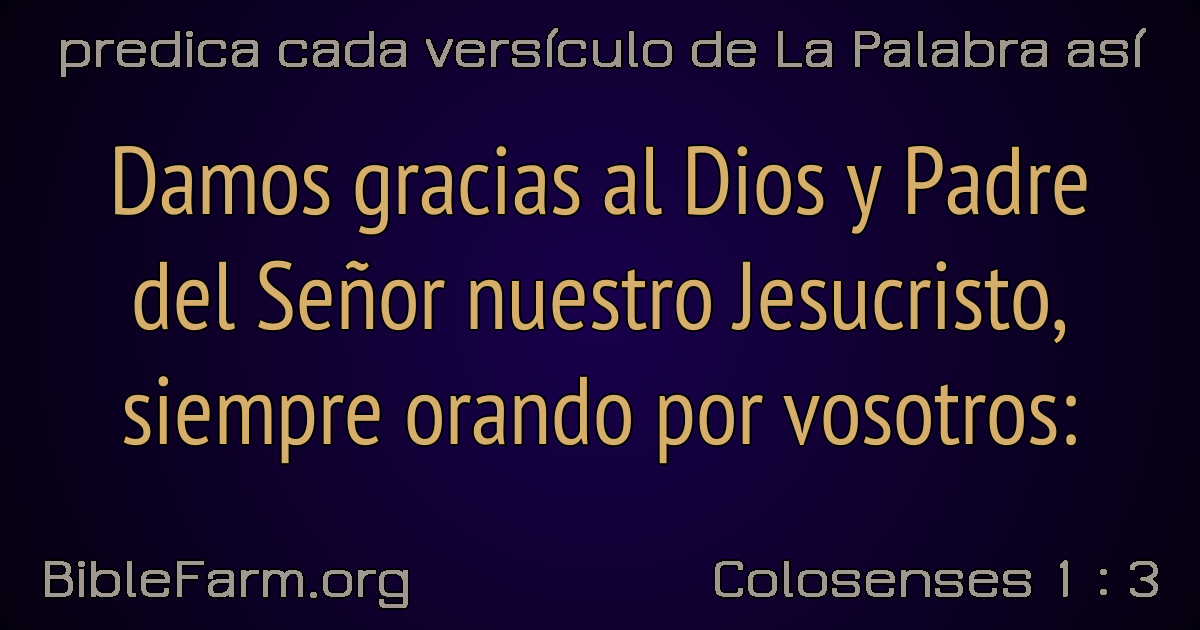 predica cada versículo de La Palabra así
Damos gracias al Dios y Padre
del Señor nuestro Jesucristo,
siempre orando por vosotros:
BibleFarm.org
Colosenses 1 : 3